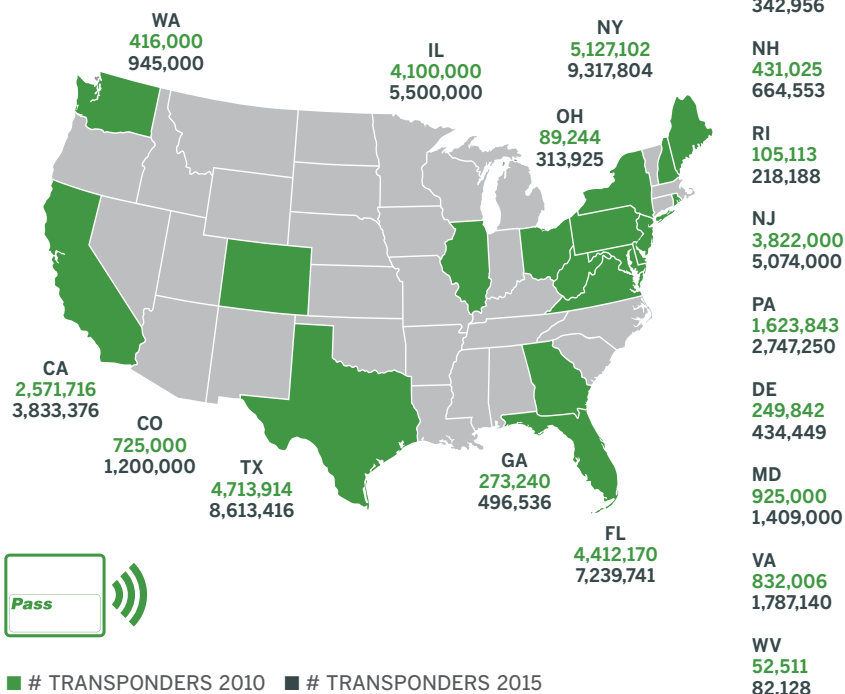 WA
416,000
945,000
IL
4,100,000
5,500,000
NY
5,127,102
9,317,804
OH
89,244
313,925
CA
2,571,716
3,833,376
CO
725,000
1,200,000
TX
4,713,914
8,613,416
GA
273,240
496,536
FL
4,412,170
7,239,741
342,956
NH
431,025
664,553
RI
105,113
218,188
NJ
3,822,000
5,074,000
PA
1,623,843
2,747,250
DE
249,842
434,449
MD
925,000
1,409,000
VA
832,006
1,787,140
WV
52,511
82,128
Pass
# TRANSPONDERS 2010 # TRANSPONDERS 2015